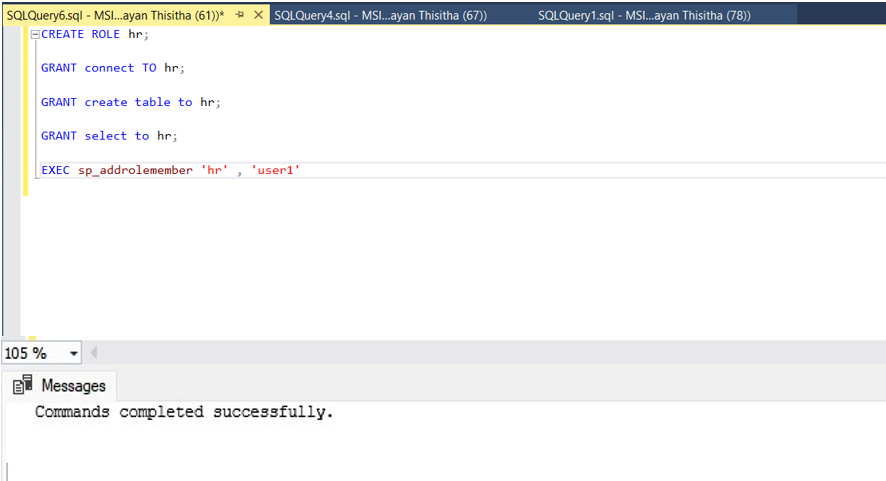 SQLQuery6.sql - MSI...ayan Thisitha (61))* SQLQuery4.sql - MSI...ayan Thisitha (67)) SQLQuery1.sql - MSI...ayan Thisitha (78))
CREATE ROLE hr;
GRANT connect TO hr;
GRANT create table to hr;
GRANT select to hr;
EXEC sp_addrolemember 'hr' , 'user1'
105 %
Messages
Commands completed successfully.